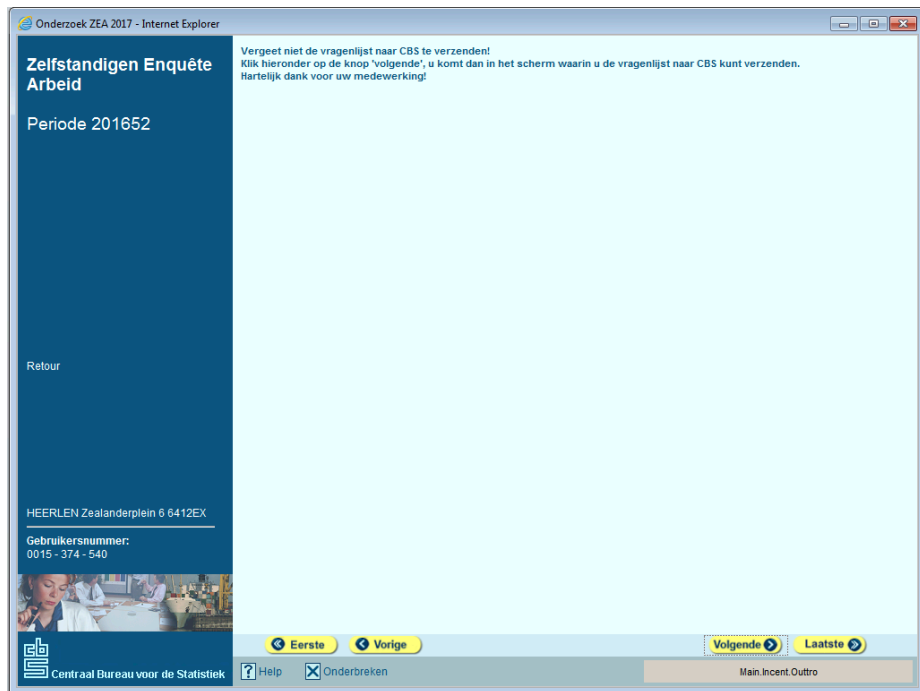 Onderzoek ZEA 2017 - Internet Explorer
Zelfstandigen Enquête
Arbeid
Periode 201652
Retour
HEERLEN Zealanderplein 6 6412EX
Gebruikersnummer:
0015 - 374 - 540
Centraal Bureau voor de Statistiek
Vergeet niet de vragenlijst naar CBS te verzenden!
Klik hieronder op de knop 'volgende', u komt dan in het scherm waarin u de vragenlijst naar CBS kunt verzenden.
Hartelijk dank voor uw medewerking!
Eerste Vorige Volgende Laatste
? Help Onderbreken Main.Incent.Outtro